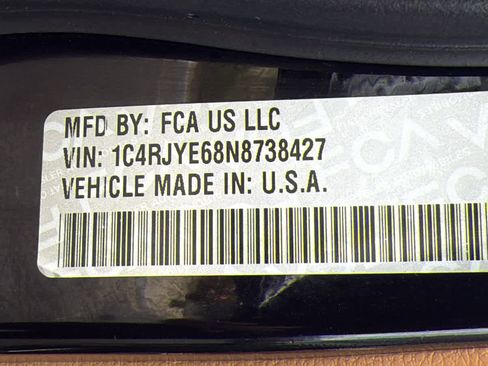 MFD BY: FCA US LLC
VIN: 1C4RJYE68N8738427
VEHICLE MADE IN: U.S.A.